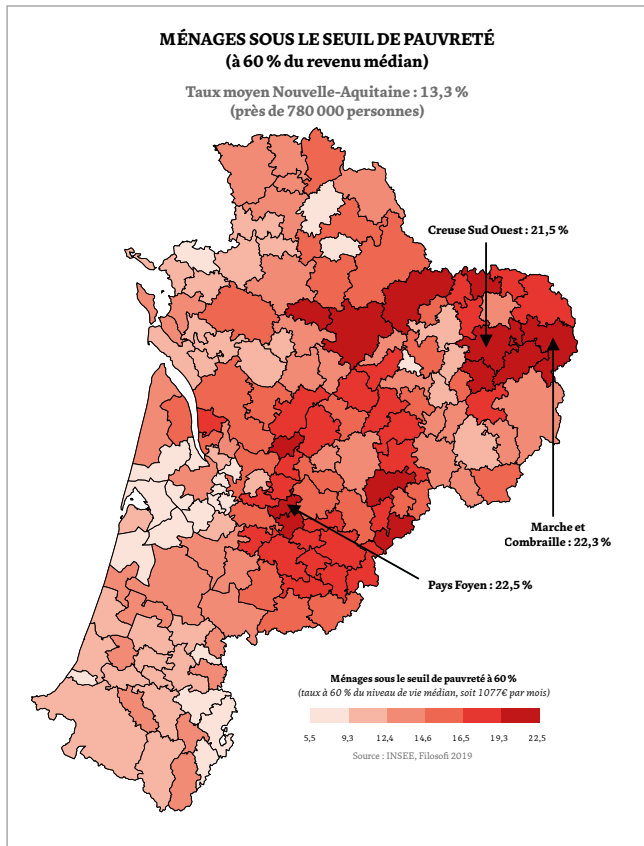 MÉNAGES SOUS LE SEUIL DE PAUVRETÉ
(à 60 % du revenu médian)
Taux moyen Nouvelle-Aquitaine : 13,3 %
(près de 780 000 personnes)
Creuse Sud Ouest : 21,5 %
Marche et
Combraille : 22,3 %
Pays Foyen : 22,5 %
Ménages sous le seuil de pauvreté à 60 %
(taux à 60 % du niveau de vie médian, soit 1077€ par mois)
5,5 9,3 12,4 14,6 16,5 19,3 22,5
Source : INSEE, Filosofi 2019